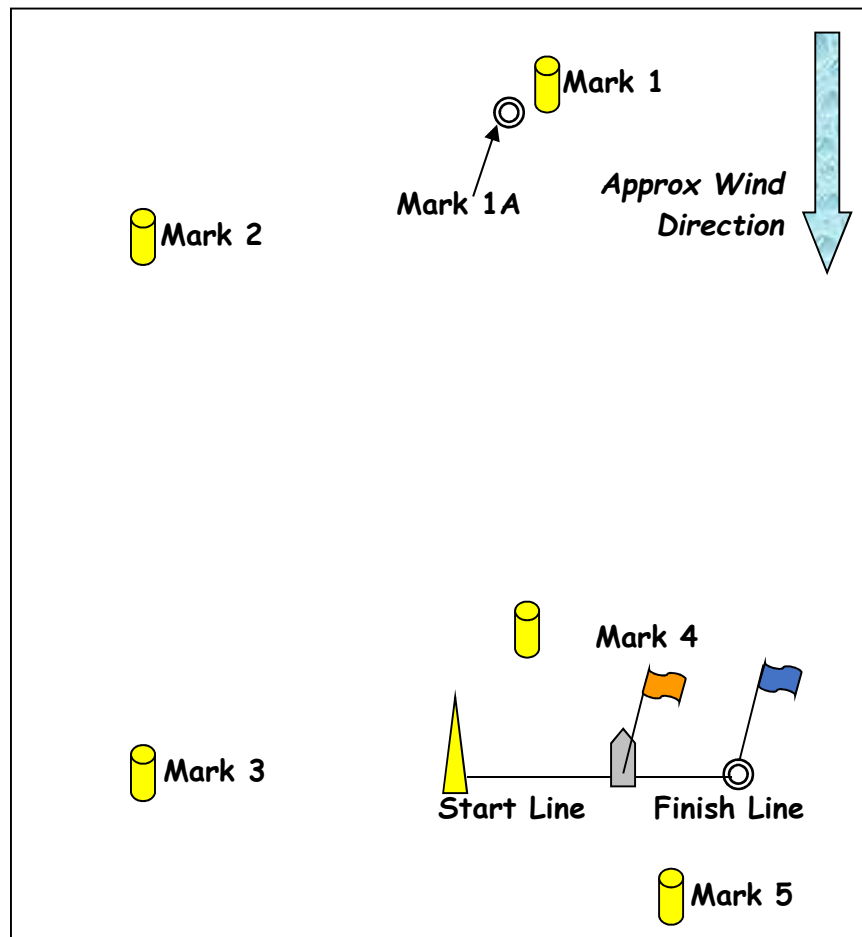 Mark 1
Mark 1A
Approx Wind
Direction
Mark 2
Mark 4
Mark 3
Start Line
Finish Line
Mark 5